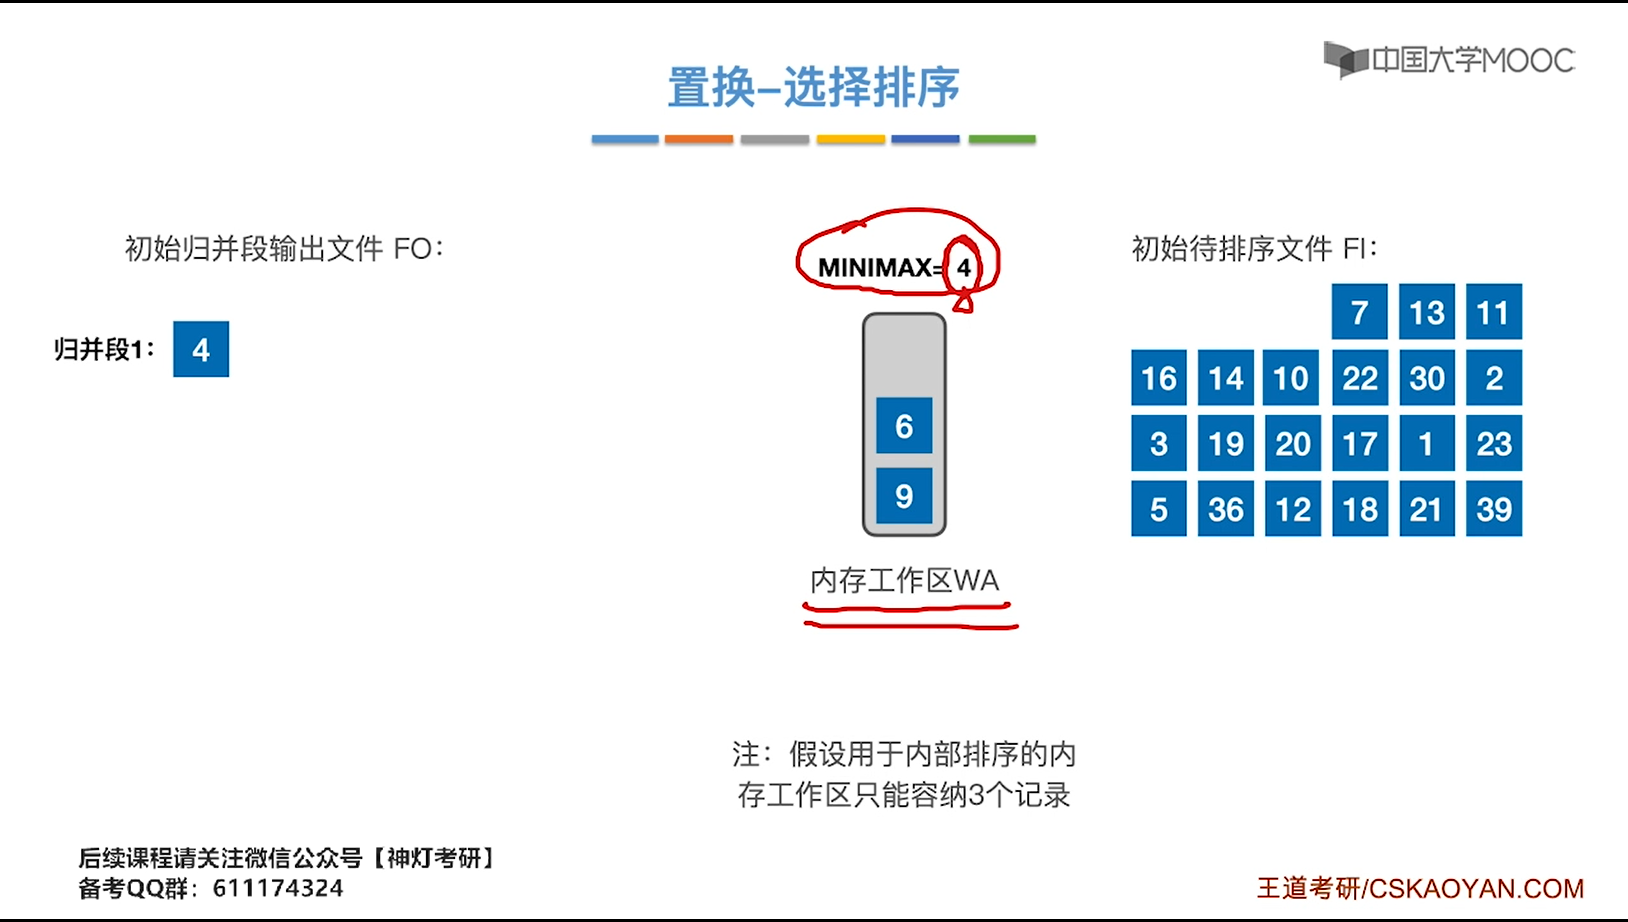 中国大学MOOC
置换–选择排序
初始归并段输出文件 FO：
MINIMAX= 4
初始待排序文件 FI：
归并段1： 4
6
9
7 13 11
16 14 10 22 30 2
3 19 20 17 1 23
5 36 12 18 21 39
内存工作区WA
注：假设用于内部排序的内
存工作区只能容纳3个记录
后续课程请关注微信公众号【神灯考研】
备考QQ群：611174324
王道考研/CSKAOYAN.COM